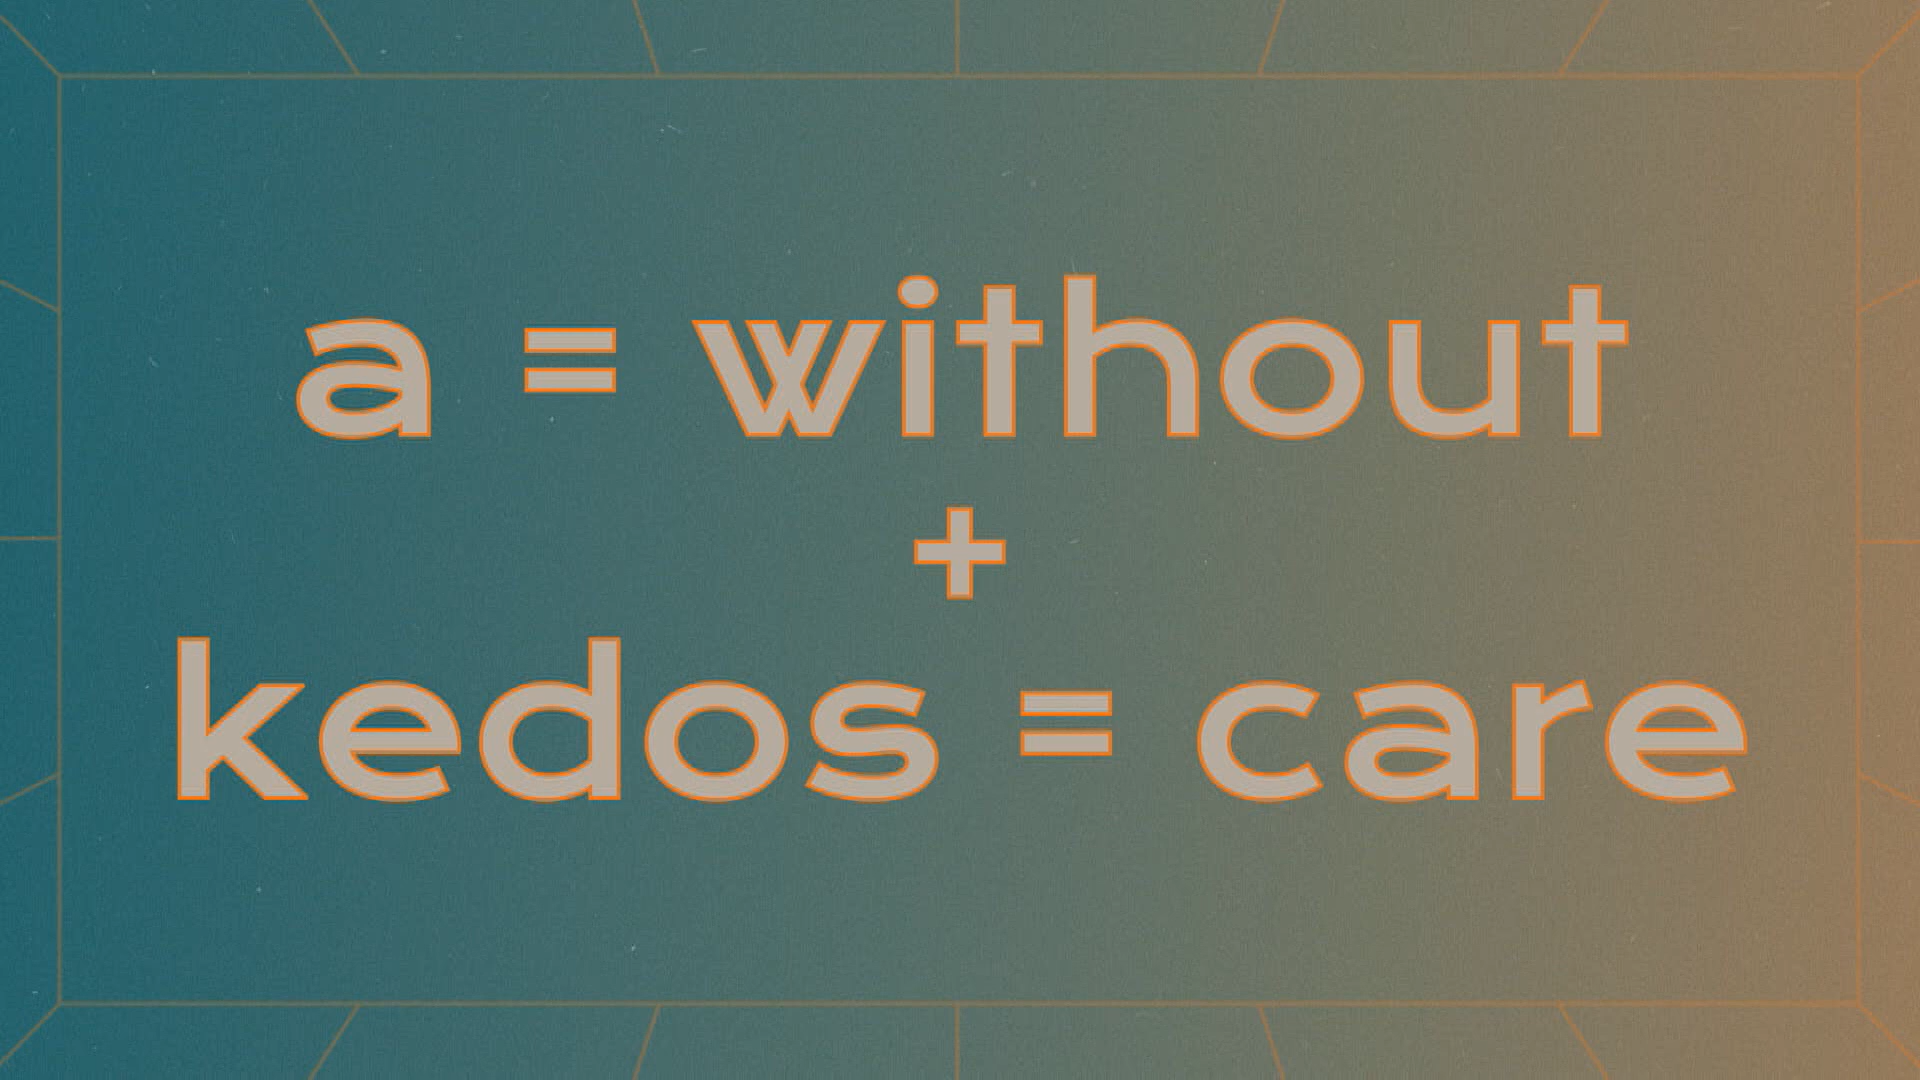 a = without
+
kedos = care